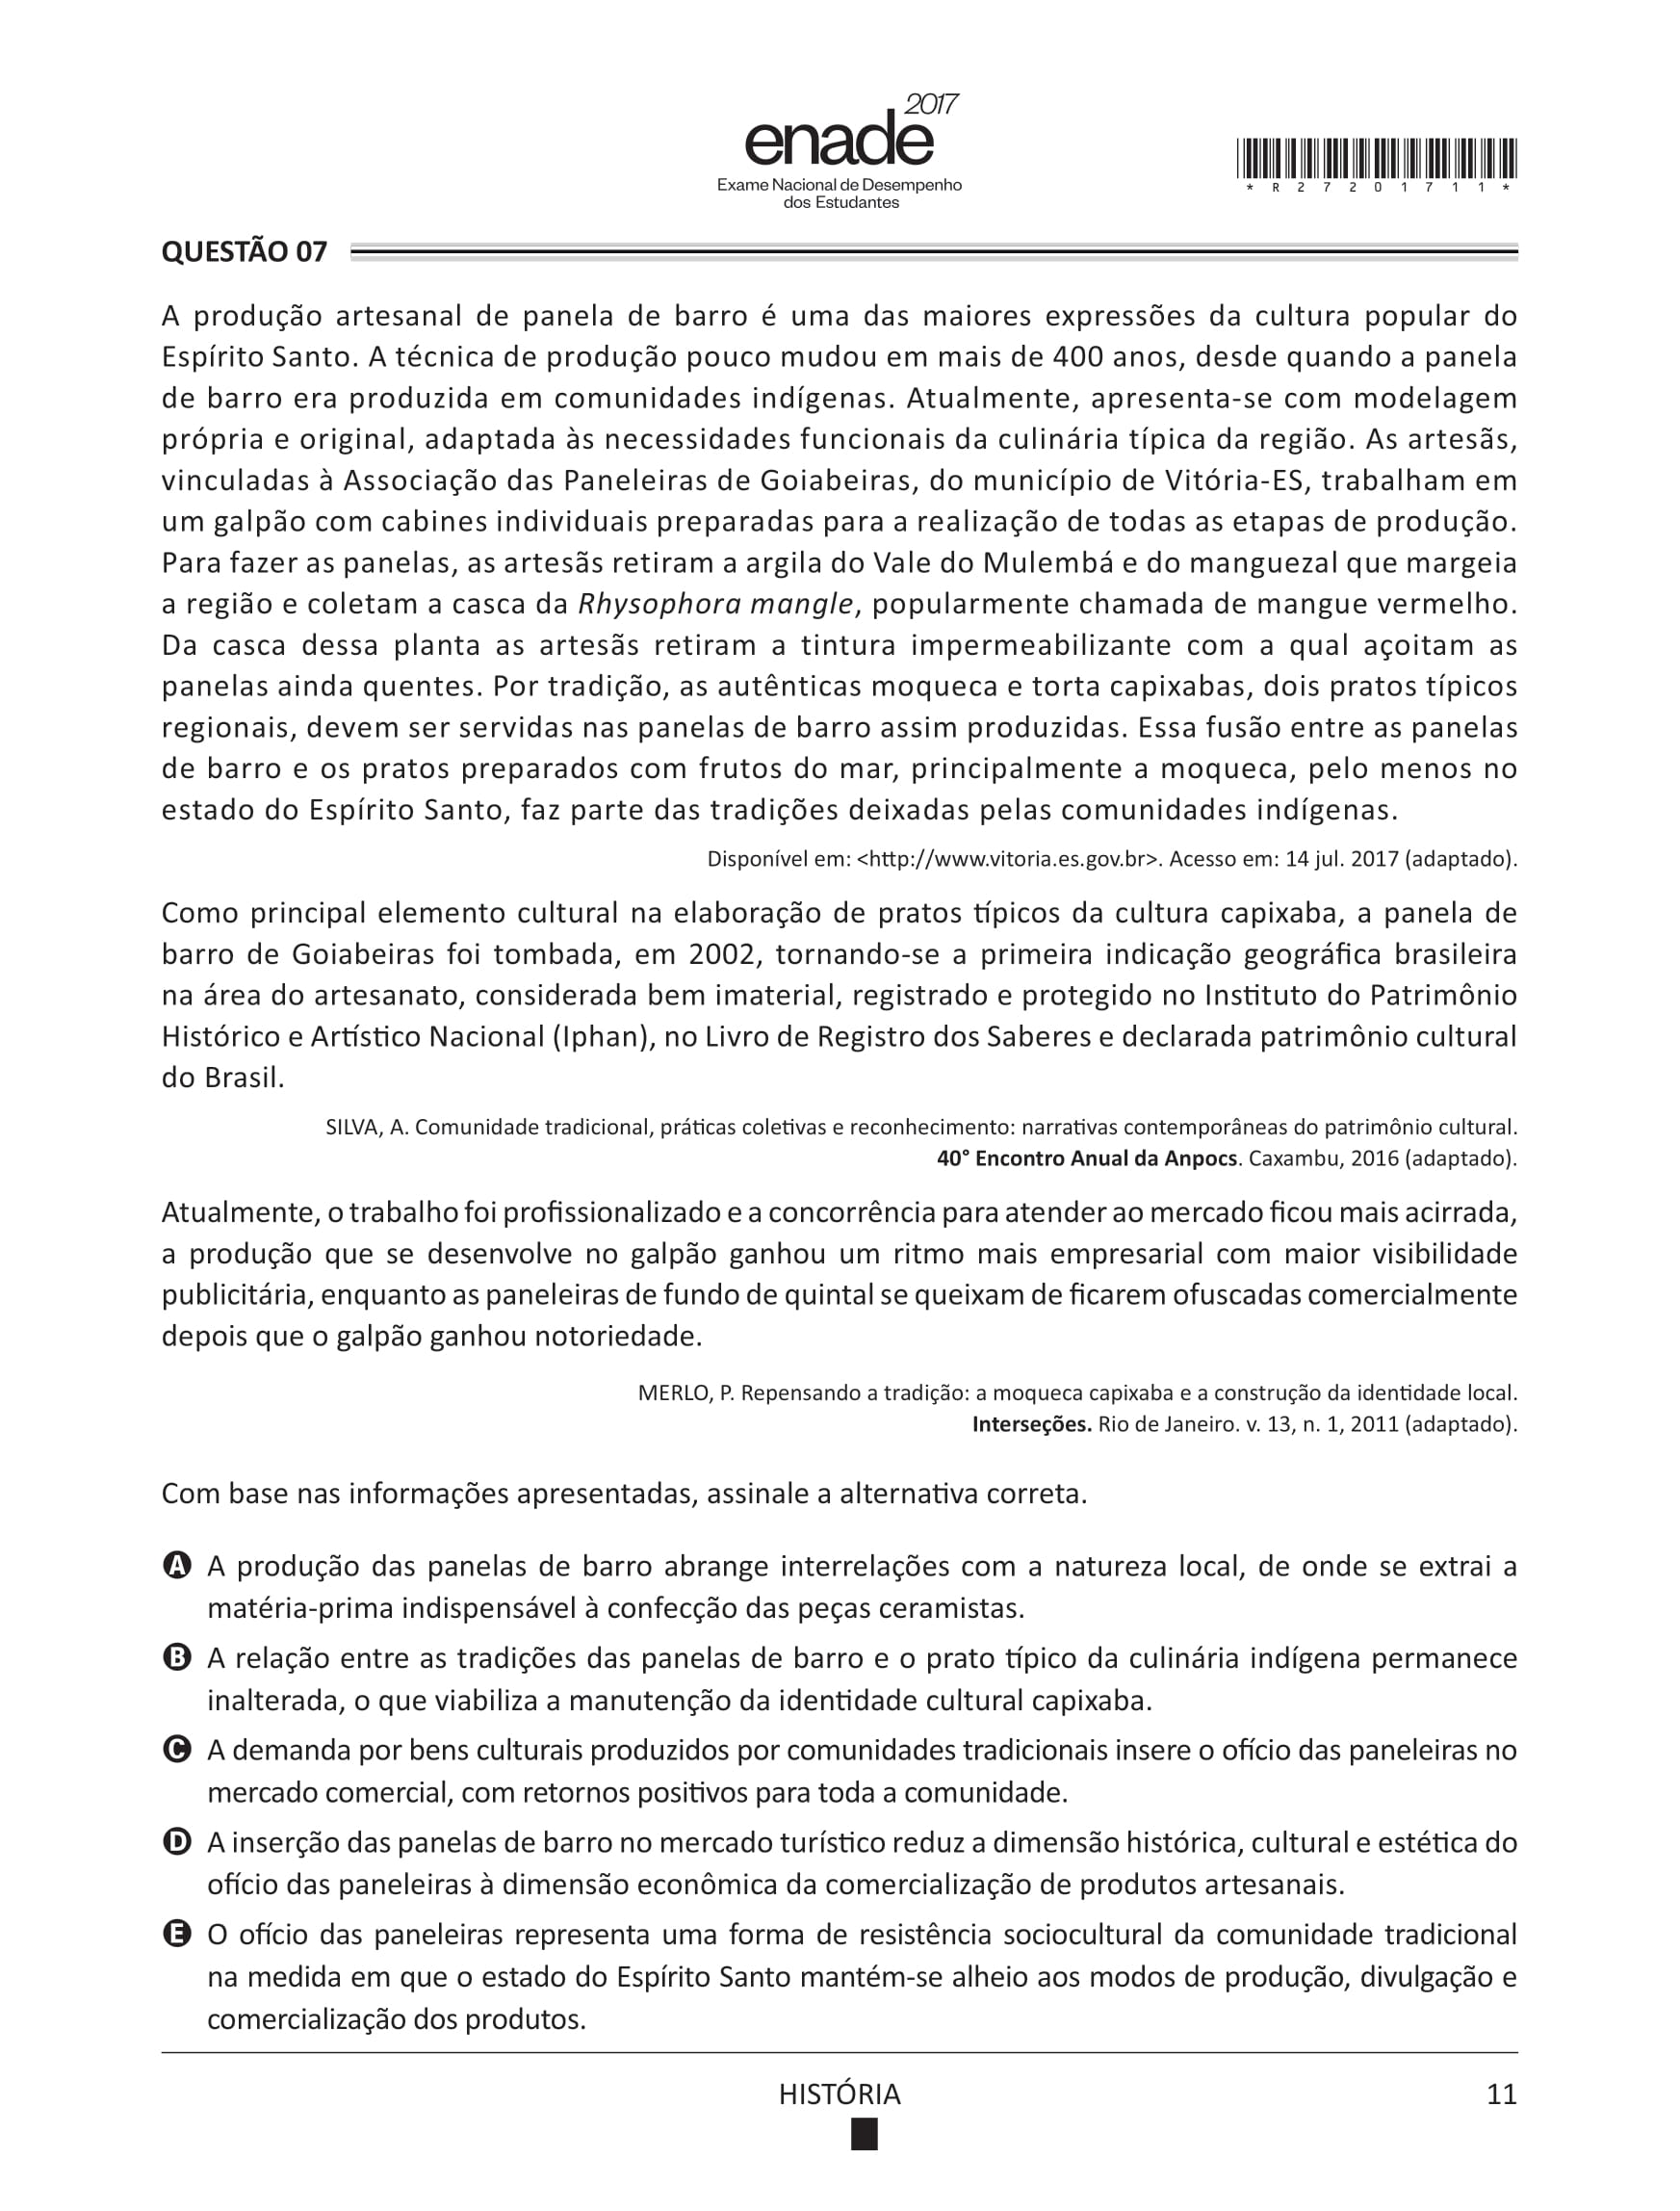 2017
enade
Exame Nacional de Desempenho
dos Estudantes
* R 2 7 2 0 1 7 1 1 *
QUESTÃO 07
A produção artesanal de panela de barro é uma das maiores expressões da cultura popular do
Espírito Santo. A técnica de produção pouco mudou em mais de 400 anos, desde quando a panela
de barro era produzida em comunidades indígenas. Atualmente, apresenta-se com modelagem
própria e original, adaptada às necessidades funcionais da culinária típica da região. As artesãs,
vinculadas à Associação das Paneleiras de Goiabeiras, do município de Vitória-ES, trabalham em
um galpão com cabines individuais preparadas para a realização de todas as etapas de produção.
Para fazer as panelas, as artesãs retiram a argila do Vale do Mulembá e do manguezal que margeia
a região e coletam a casca da Rhysophora mangle, popularmente chamada de mangue vermelho.
Da casca dessa planta as artesãs retiram a tintura impermeabilizante com a qual açoitam as
panelas ainda quentes. Por tradição, as autênticas moqueca e torta capixabas, dois pratos típicos
regionais, devem ser servidas nas panelas de barro assim produzidas. Essa fusão entre as panelas
de barro e os pratos preparados com frutos do mar, principalmente a moqueca, pelo menos no
estado do Espírito Santo, faz parte das tradições deixadas pelas comunidades indígenas.
Disponível em: <http://www.vitoria.es.gov.br>. Acesso em: 14 jul. 2017 (adaptado).
Como principal elemento cultural na elaboração de pratos típicos da cultura capixaba, a panela de
barro de Goiabeiras foi tombada, em 2002, tornando-se a primeira indicação geográfica brasileira
na área do artesanato, considerada bem imaterial, registrado e protegido no Instituto do Patrimônio
Histórico e Artístico Nacional (Iphan), no Livro de Registro dos Saberes e declarada patrimônio cultural
do Brasil.
SILVA, A. Comunidade tradicional, práticas coletivas e reconhecimento: narrativas contemporâneas do patrimônio cultural.
40° Encontro Anual da Anpocs. Caxambu, 2016 (adaptado).
Atualmente, o trabalho foi profissionalizado e a concorrência para atender ao mercado ficou mais acirrada,
a produção que se desenvolve no galpão ganhou um ritmo mais empresarial com maior visibilidade
publicitária, enquanto as paneleiras de fundo de quintal se queixam de ficarem ofuscadas comercialmente
depois que o galpão ganhou notoriedade.
MERLO, P. Repensando a tradição: a moqueca capixaba e a construção da identidade local.
Interseções. Rio de Janeiro. v. 13, n. 1, 2011 (adaptado).
Com base nas informações apresentadas, assinale a alternativa correta.
A A produção das panelas de barro abrange interrelações com a natureza local, de onde se extrai a
matéria-prima indispensável à confecção das peças ceramistas.
B A relação entre as tradições das panelas de barro e o prato típico da culinária indígena permanece
inalterada, o que viabiliza a manutenção da identidade cultural capixaba.
C A demanda por bens culturais produzidos por comunidades tradicionais insere o ofício das paneleiras no
mercado comercial, com retornos positivos para toda a comunidade.
D A inserção das panelas de barro no mercado turístico reduz a dimensão histórica, cultural e estética do
ofício das paneleiras à dimensão econômica da comercialização de produtos artesanais.
E O ofício das paneleiras representa uma forma de resistência sociocultural da comunidade tradicional
na medida em que o estado do Espírito Santo mantém-se alheio aos modos de produção, divulgação e
comercialização dos produtos.
HISTÓRIA
11